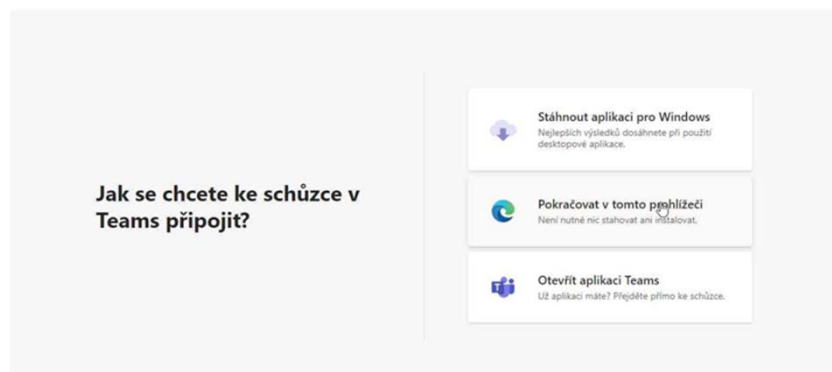 Jak se chcete ke schůzce v
Teams připojit?
Stáhnout aplikaci pro Windows
Nejlepších výsledků dosáhnete při použití
desktopové aplikace.
Pokračovat v tomto prohlížeči
Není nutné nic stahovat ani instalovat.
Otevřít aplikaci Teams
Už aplikaci máte? Přejděte přímo ke schůzce.